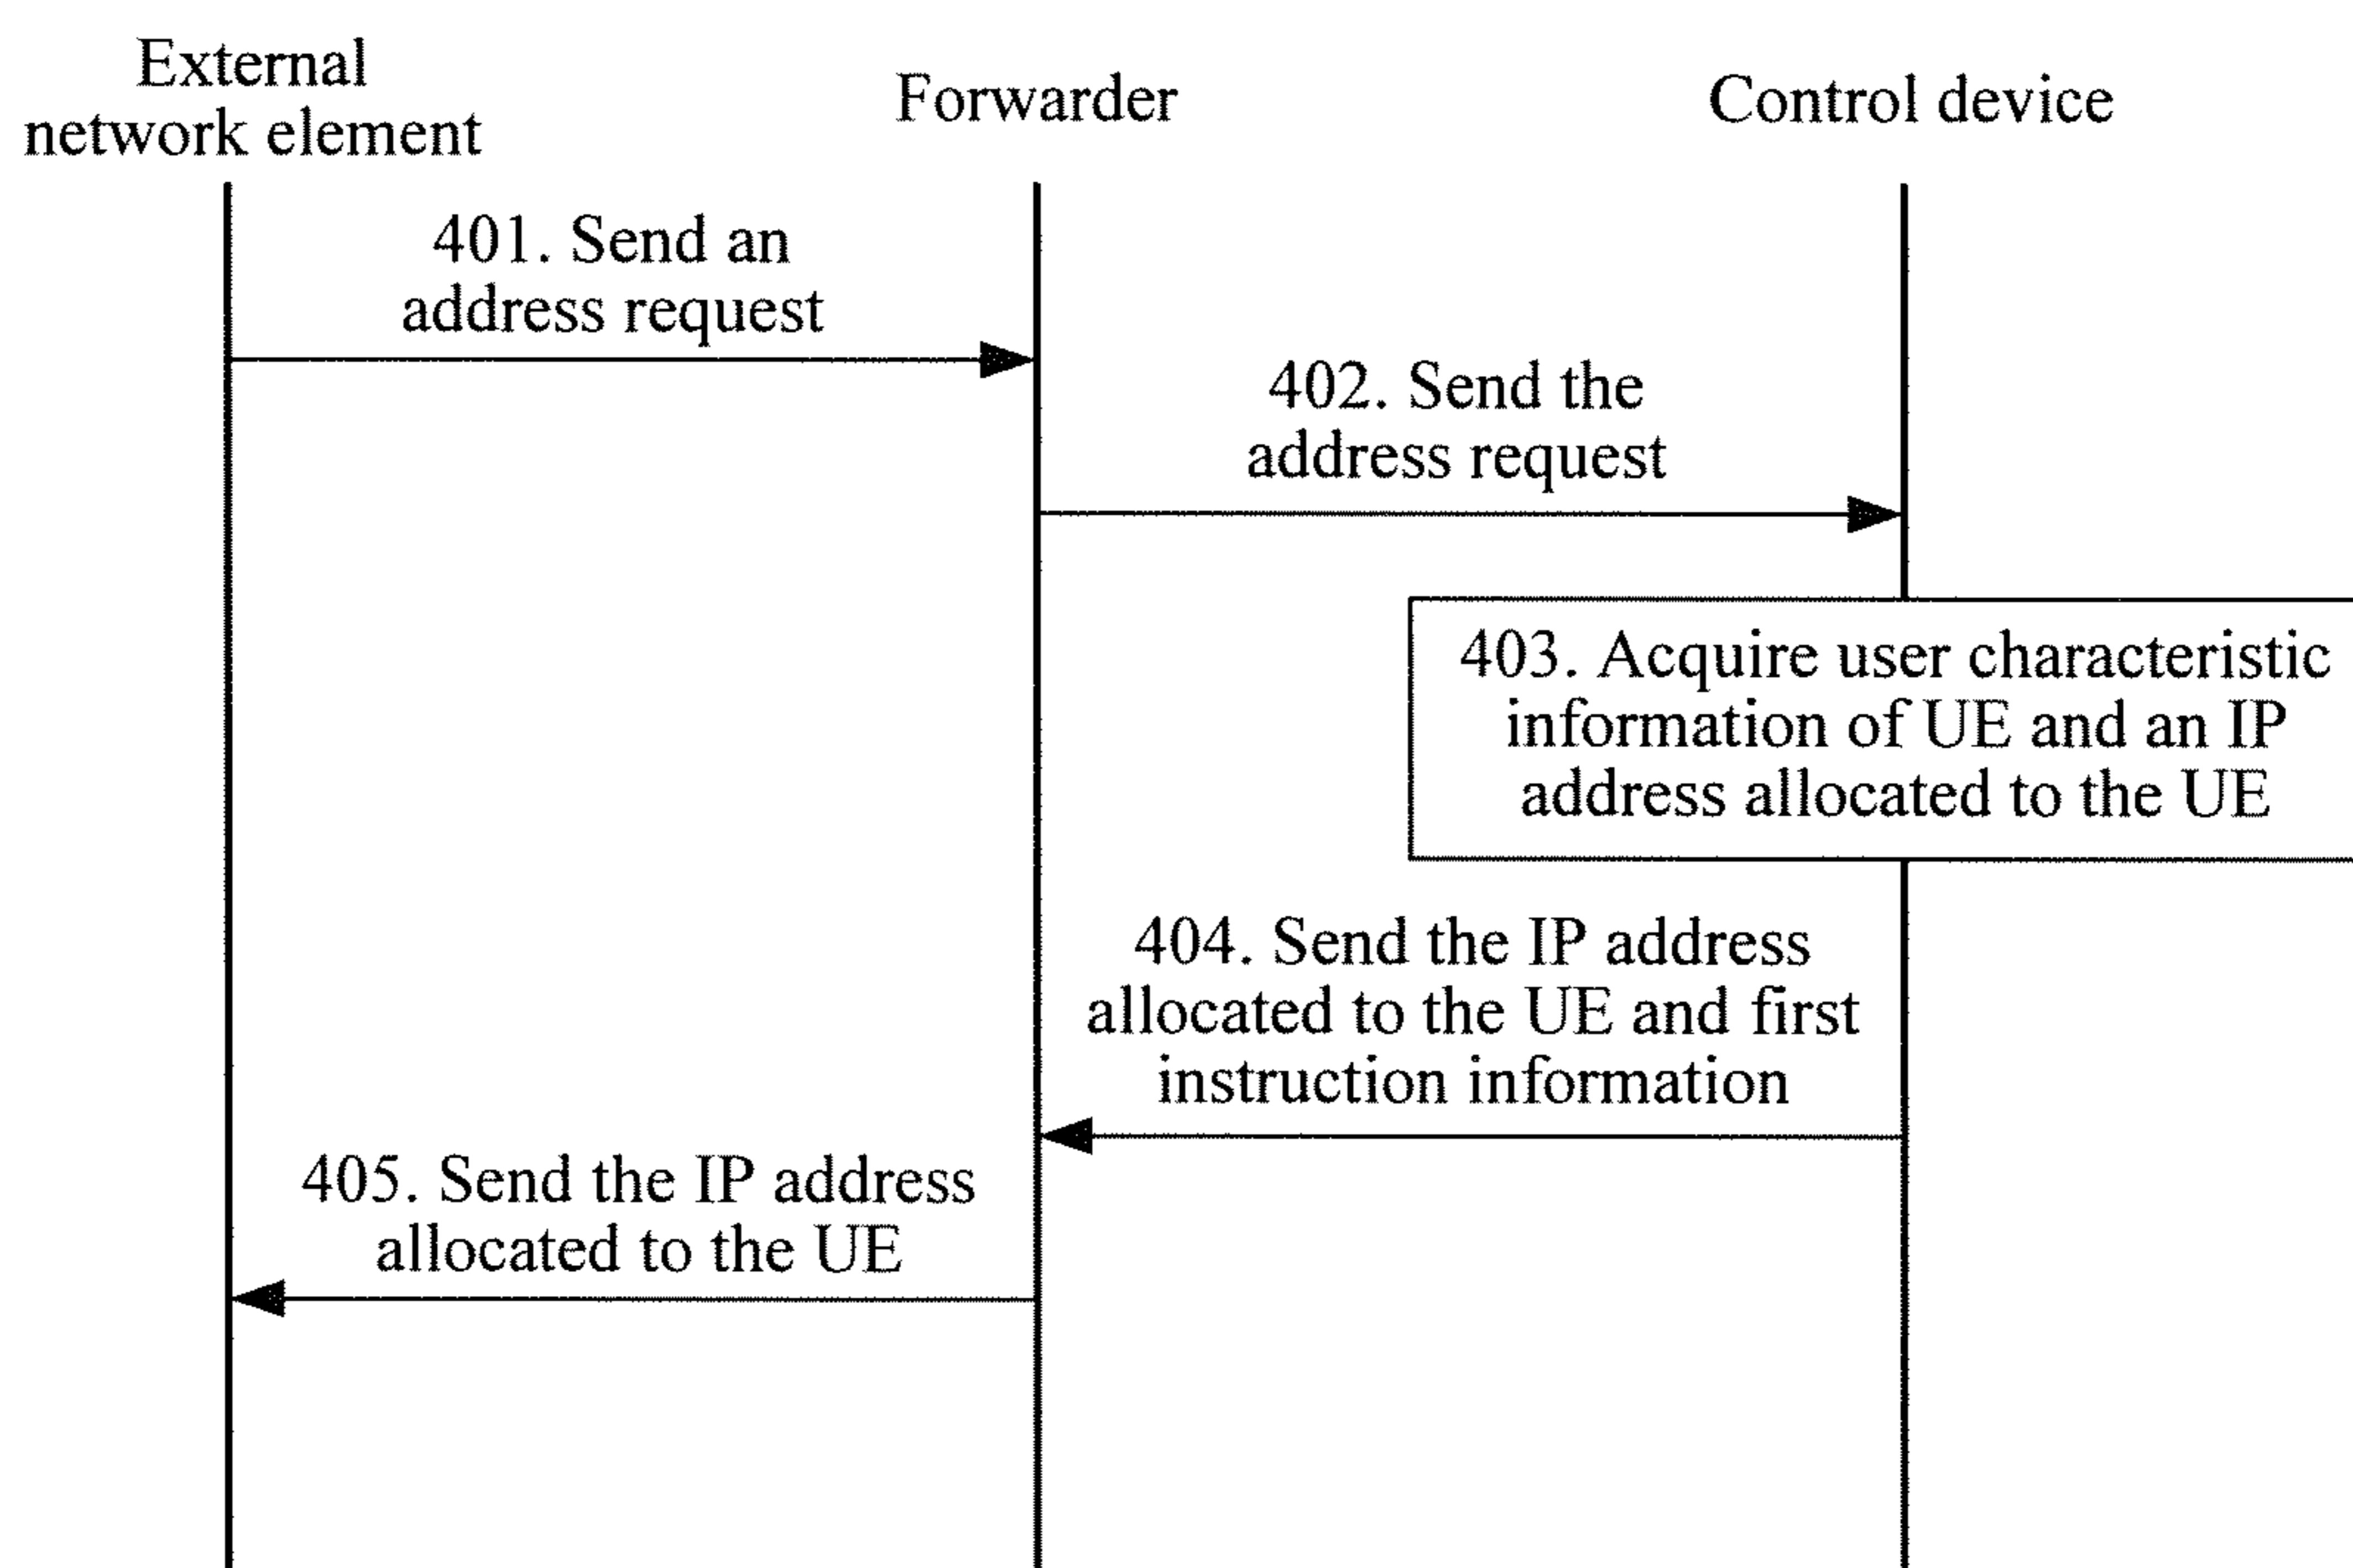 External
network element
Forwarder
Control device
401. Send an
address request
402. Send the
address request
403. Acquire user characteristic
information of UE and an IP
address allocated to the UE
404. Send the IP address
allocated to the UE and first
instruction information
405. Send the IP address
allocated to the UE